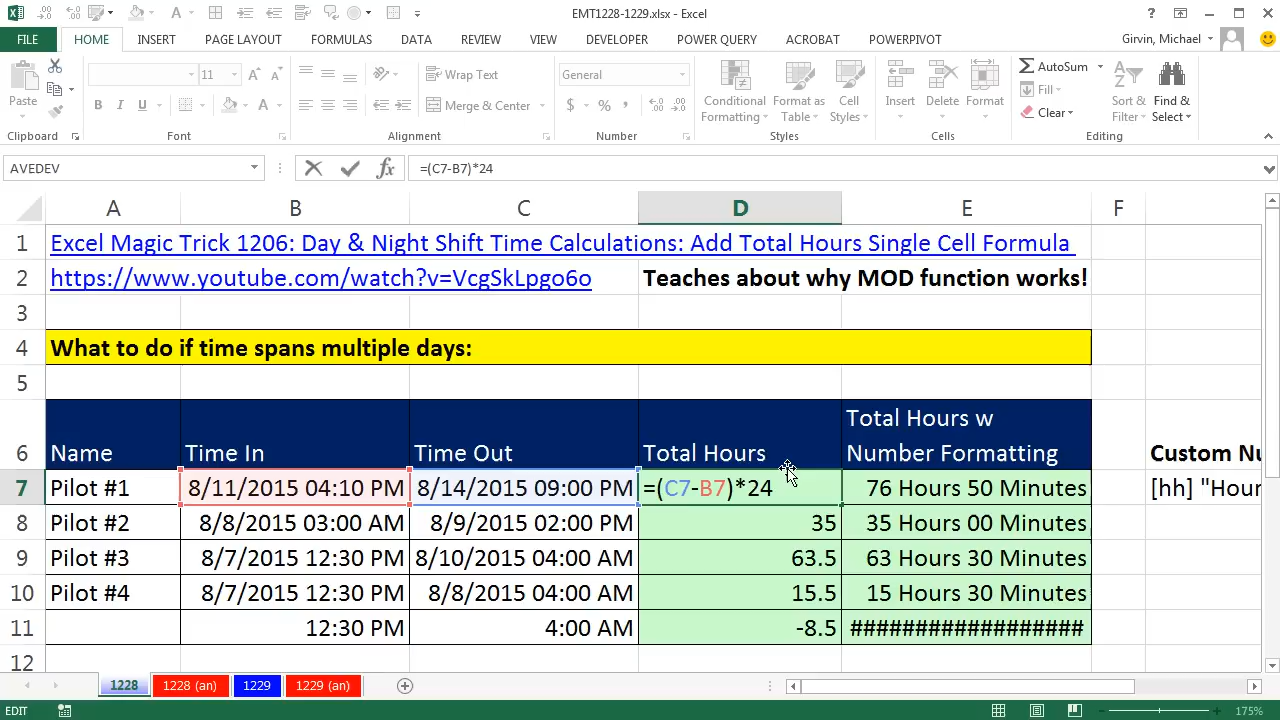 EMT1228-1229.xlsx - Excel
FILE HOME INSERT PAGE LAYOUT FORMULAS DATA REVIEW VIEW DEVELOPER POWER QUERY ACROBAT POWERPIVOT Girvin, Michael
Paste
11
B I U
Wrap Text
Merge & Center
General
$ % ,
Conditional Formatting
Format as Table
Cell Styles
Insert Delete Format
AutoSum
Fill
Clear
Sort & Filter
Find & Select
Clipboard Font Alignment Number Styles Cells Editing
AVEDEV fx =(C7-B7)*24
A B C D E F
1 Excel Magic Trick 1206: Day & Night Shift Time Calculations: Add Total Hours Single Cell Formula
2 https://www.youtube.com/watch?v=VcgSkLpgo6o Teaches about why MOD function works!
3
4 What to do if time spans multiple days:
5
6 Name Time In Time Out Total Hours Total Hours w Number Formatting Custom Nu
7 Pilot #1 8/11/2015 04:10 PM 8/14/2015 09:00 PM =(C7-B7)*24 76 Hours 50 Minutes [hh] "Hour
8 Pilot #2 8/8/2015 03:00 AM 8/9/2015 02:00 PM 35 35 Hours 00 Minutes
9 Pilot #3 8/7/2015 12:30 PM 8/10/2015 04:00 AM 63.5 63 Hours 30 Minutes
10 Pilot #4 8/7/2015 12:30 PM 8/8/2015 04:00 AM 15.5 15 Hours 30 Minutes
11 12:30 PM 4:00 AM -8.5 ##################
12
1228 1228 (an) 1229 1229 (an)
EDIT 175%